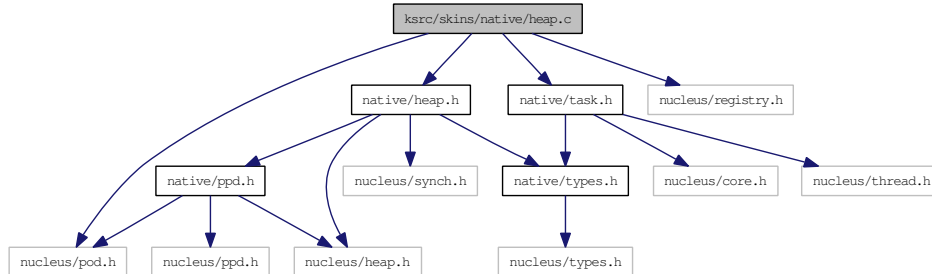 ksrc/skins/native/heap.c
native/heap.h
native/task.h
nucleus/registry.h
native/ppd.h
nucleus/synch.h
native/types.h
nucleus/core.h
nucleus/thread.h
nucleus/pod.h
nucleus/ppd.h
nucleus/heap.h
nucleus/types.h